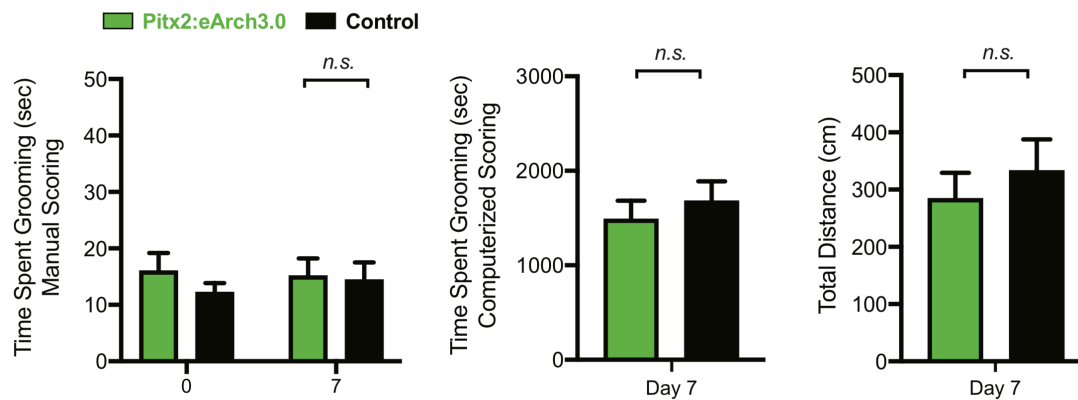 Pitx2:eArch3.0 Control
Time Spent Grooming (sec)
Manual Scoring
50
40
30
20
10
0
n.s.
0 7
Time Spent Grooming (sec)
Computerized Scoring
3000
2000
1000
0
n.s.
Day 7
Total Distance (cm)
500
400
300
200
100
0
n.s.
Day 7